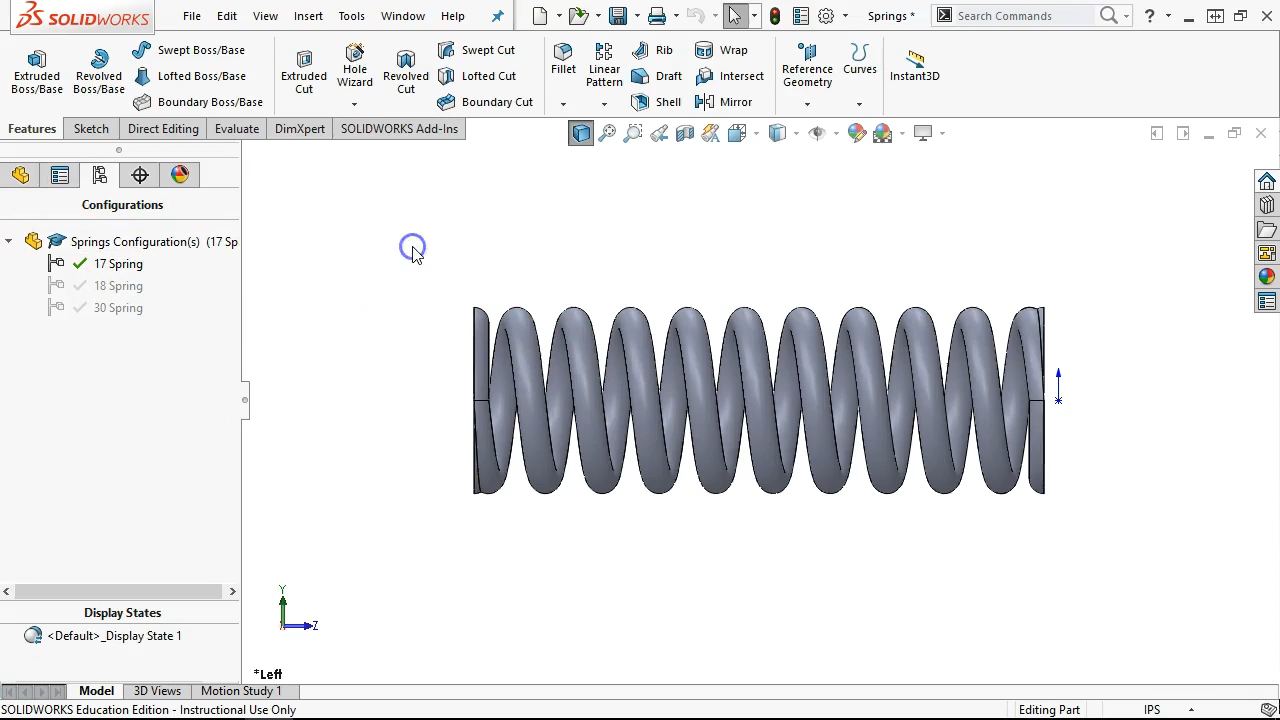 SOLIDWORKS File Edit View Insert Tools Window Help Springs * Search Commands ?
Extruded Boss/Base
Revolved Boss/Base
Swept Boss/Base
Lofted Boss/Base
Boundary Boss/Base
Extruded Cut
Hole Wizard
Revolved Cut
Swept Cut
Lofted Cut
Boundary Cut
Fillet
Linear Pattern
Rib
Draft
Shell
Wrap
Intersect
Mirror
Reference Geometry
Curves
Instant3D
Features Sketch Direct Editing Evaluate DimXpert SOLIDWORKS Add-Ins
Configurations
Springs Configuration(s) (17 Sp
17 Spring
18 Spring
30 Spring
Display States
<Default>_Display State 1
Y
Z
*Left
Model 3D Views Motion Study 1
SOLIDWORKS Education Edition - Instructional Use Only Editing Part IPS